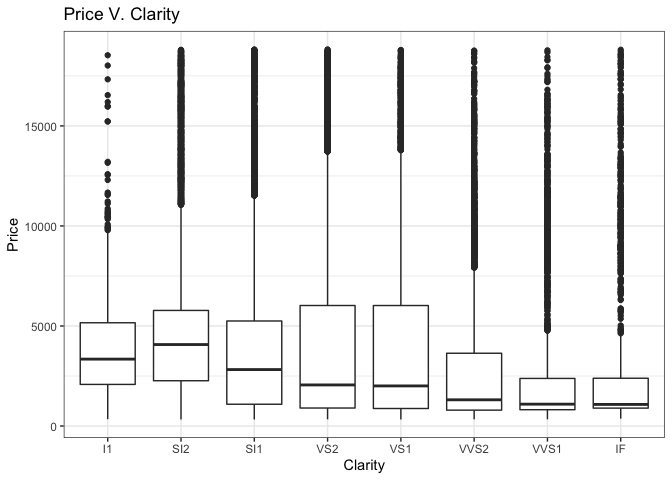 Price V. Clarity
15000
10000
5000
0
Price
I1 SI2 SI1 VS2 VS1 VVS2 VVS1 IF
Clarity